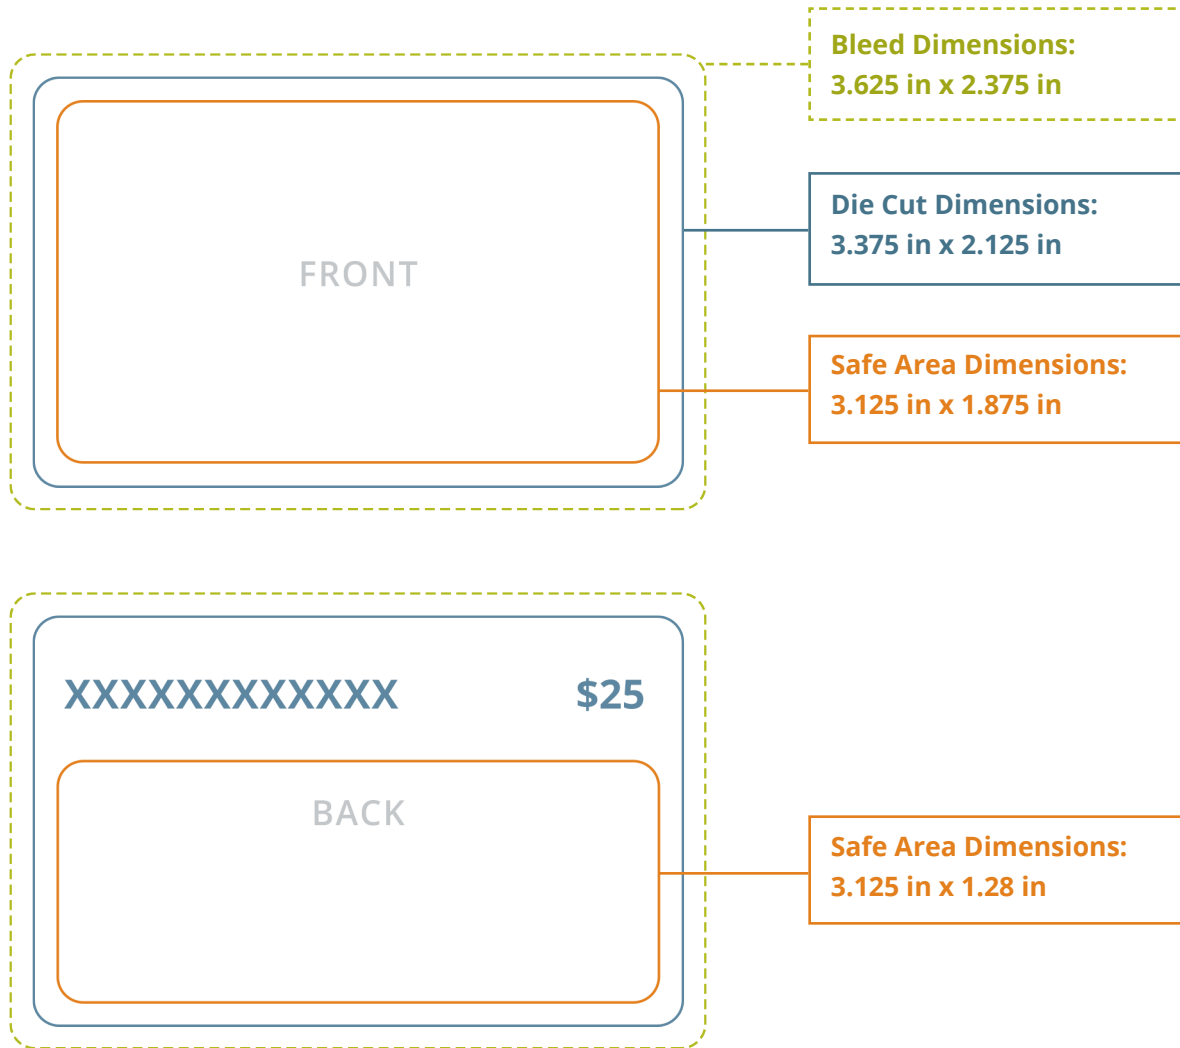 Bleed Dimensions:
3.625 in x 2.375 in
Die Cut Dimensions:
3.375 in x 2.125 in
FRONT
Safe Area Dimensions:
3.125 in x 1.875 in
XXXXXXXXXXXX $25
BACK
Safe Area Dimensions:
3.125 in x 1.28 in